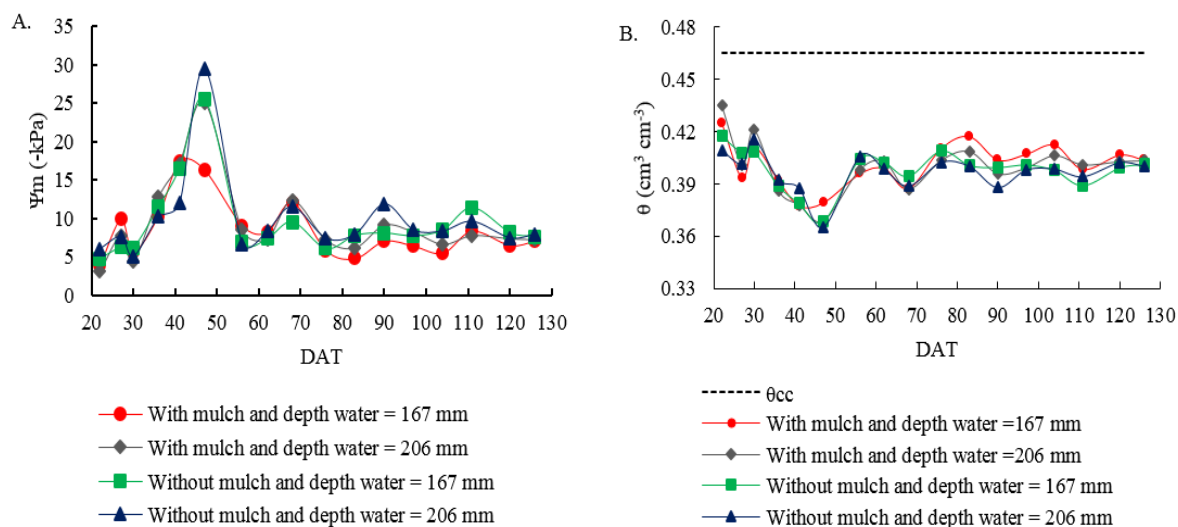 A.
Ψm (-kPa)
35
30
25
20
15
10
5
0
20 30 40 50 60 70 80 90 100 110 120 130
DAT
With mulch and depth water = 167 mm
With mulch and depth water = 206 mm
Without mulch and depth water = 167 mm
Without mulch and depth water = 206 mm
B.
θ (cm³ cm⁻³)
0.48
0.45
0.42
0.39
0.36
0.33
20 30 40 50 60 70 80 90 100 110 120 130
DAT
θcc
With mulch and depth water =167 mm
With mulch and depth water =206 mm
Without mulch and depth water = 167 mm
Without mulch and depth water = 206 mm